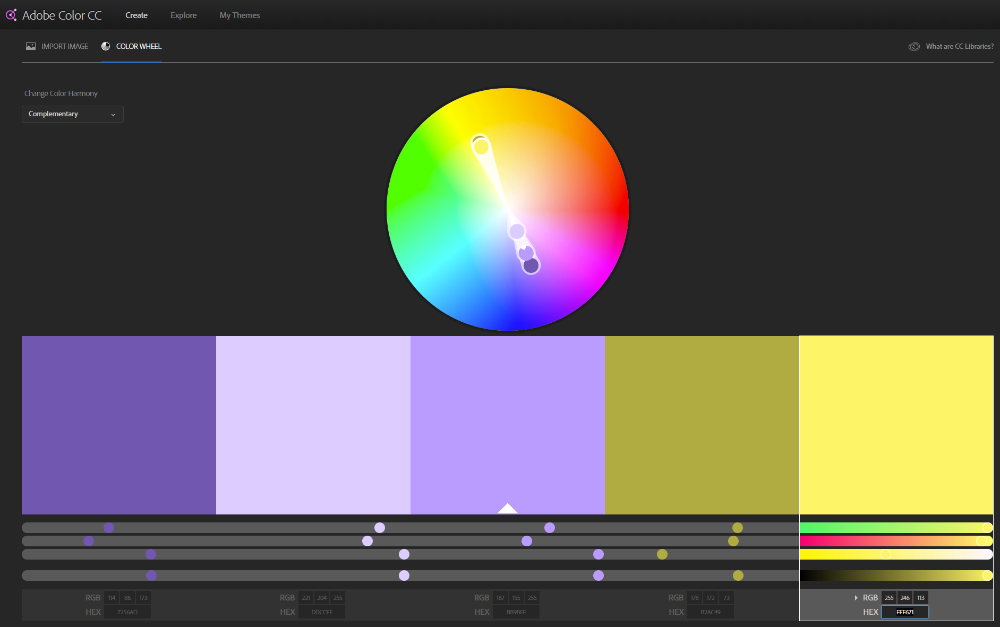 Adobe Color CC Create Explore My Themes
IMPORT IMAGE COLOR WHEEL What are CC Libraries?
Change Color Harmony
Complementary
RGB 114 86 173 RGB 221 204 255 RGB 187 155 255 RGB 178 172 73 RGB 255 246 113
HEX 7256AD HEX DDCCFF HEX BB9BFF HEX B2AC49 HEX FFF671